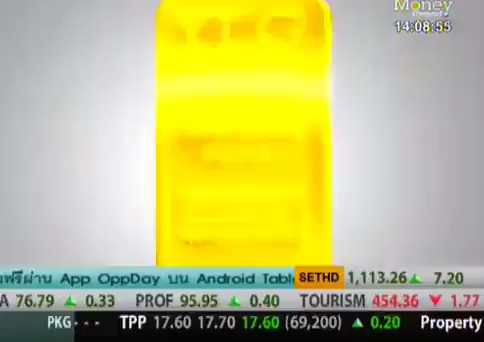 Money
14:08:55
ฟรีผ่าน App OppDay บน Android Tabl SETHD 1,113.26 ▲ 7.20
A 76.79 ▲ 0.33 PROF 95.95 ▲ 0.40 TOURISM 454.36 ▼ 1.77
PKG - - - TPP 17.60 17.70 17.60 (69,200) ▲ 0.20 Property